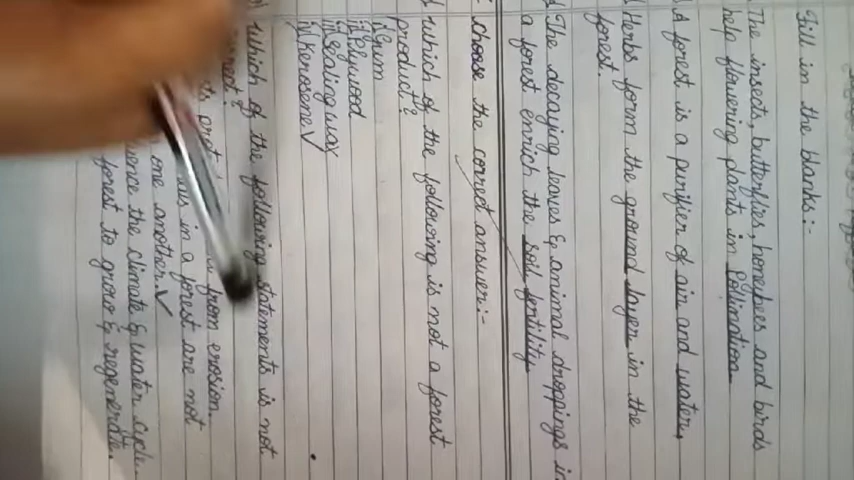 Fill in the blanks:-
The insects, butterflies, honeybees and birds
help flowering plants in pollination.
A forest is a purifier of air and water.
Herbs form the ground layer in the
forest.
The decaying leaves & animal droppings in
a forest enrich the soil fertility.
choose the correct answer:-
which of the following is not a forest
product?
i) Gum
ii) Plywood
iii) Sealing wax
iv) Kerosene ✓
which of the following statements is not
from erosion.
in a forest are not
one another. ✓
the climate & water cycle.
forest to grow & regenerate.